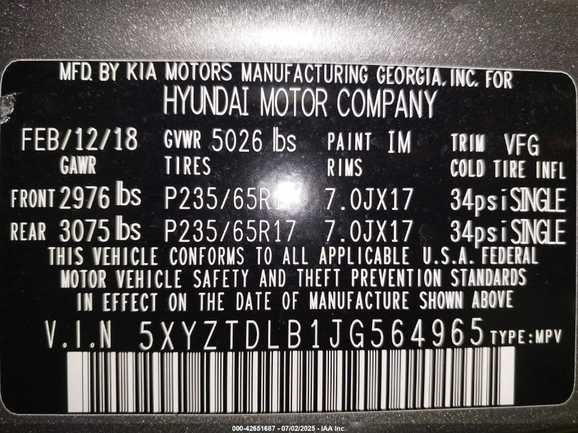 MFD. BY KIA MOTORS MANUFACTURING GEORGIA, INC. FOR
HYUNDAI MOTOR COMPANY
FEB/12/18 GVWR 5026 lbs PAINT IM TRIM VFG
GAWR TIRES RIMS COLD TIRE INFL
FRONT 2976 lbs P235/65R17 7.0JX17 34psi SINGLE
REAR 3075 lbs P235/65R17 7.0JX17 34psi SINGLE
THIS VEHICLE CONFORMS TO ALL APPLICABLE U.S.A. FEDERAL
MOTOR VEHICLE SAFETY AND THEFT PREVENTION STANDARDS
IN EFFECT ON THE DATE OF MANUFACTURE SHOWN ABOVE
V.I.N 5XYZTDLB1JG564965 TYPE: MPV
000-42651687 - 07/02/2025 - IAA Inc.